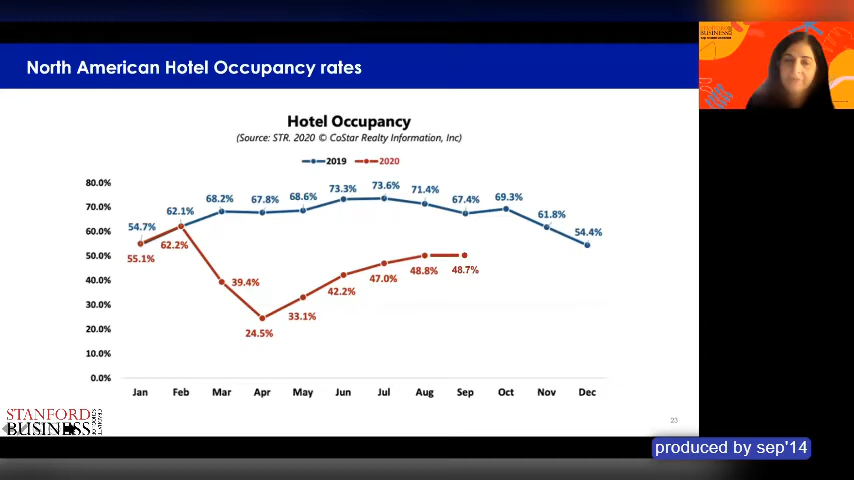 North American Hotel Occupancy rates
Hotel Occupancy
(Source: STR. 2020 © CoStar Realty Information, Inc)
2019 2020
80.0%
70.0%
60.0%
50.0%
40.0%
30.0%
20.0%
10.0%
0.0%
54.7% 62.1% 68.2% 67.8% 68.6% 73.3% 73.6% 71.4% 67.4% 69.3% 61.8% 54.4%
55.1% 62.2% 39.4% 24.5% 33.1% 42.2% 47.0% 48.8% 48.7%
Jan Feb Mar Apr May Jun Jul Aug Sep Oct Nov Dec
23
STANFORD
BUSINESS
STANFORD
BUSINESS
produced by sep'14